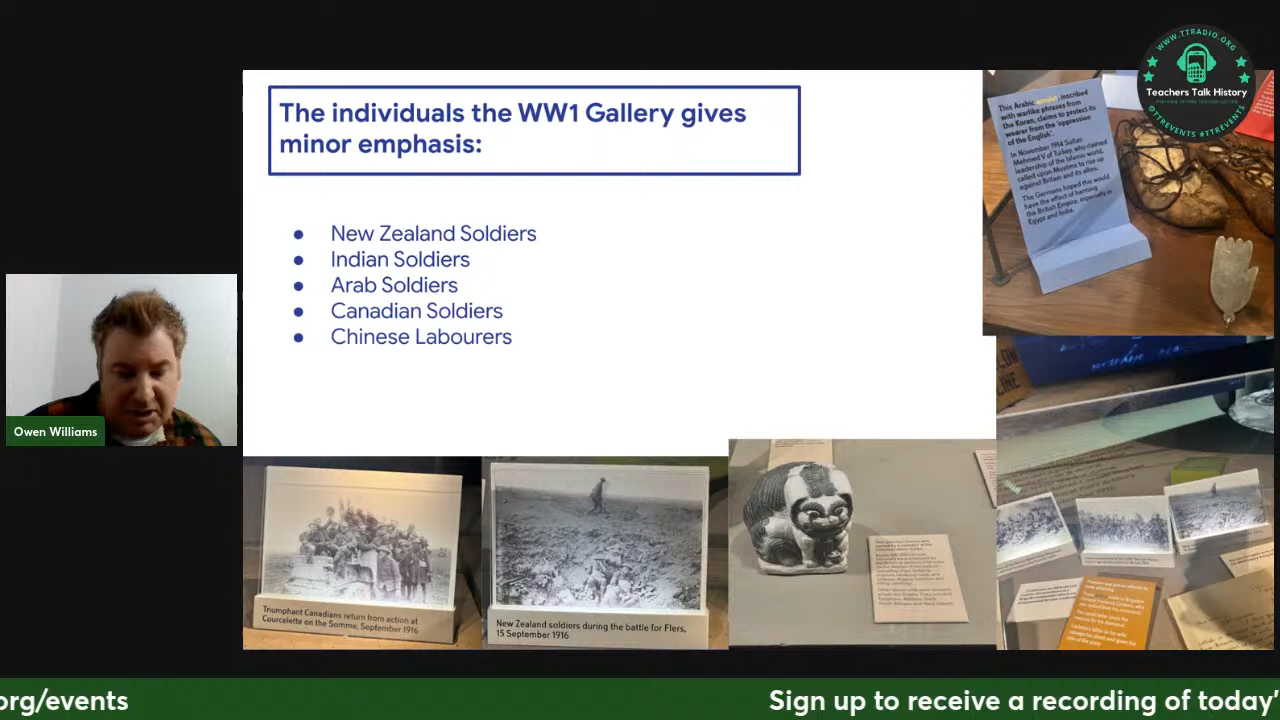 WWW.TTRADIO.ORG
Teachers Talk History
@TTREVENTS #TTREVENTS
The individuals the WW1 Gallery gives
minor emphasis:
● New Zealand Soldiers
● Indian Soldiers
● Arab Soldiers
● Canadian Soldiers
● Chinese Labourers
This Arabic inscribed
with warlike phrases from
the Koran, claims to protect its
wearer from the 'oppression
of the English'.
In November 1914 Sultan
Mehmed V of Turkey, who claimed
leadership of the Islamic world,
called upon Muslims to rise up
against Britain and its allies.
The Germans hoped this would
have the effect of harming
the British Empire, especially in
Egypt and India.
Owen Williams
Triumphant Canadians return from action at
Courcelette on the Somme, September 1916
New Zealand soldiers during the battle for Flers,
15 September 1916
org/events
Sign up to receive a recording of today'